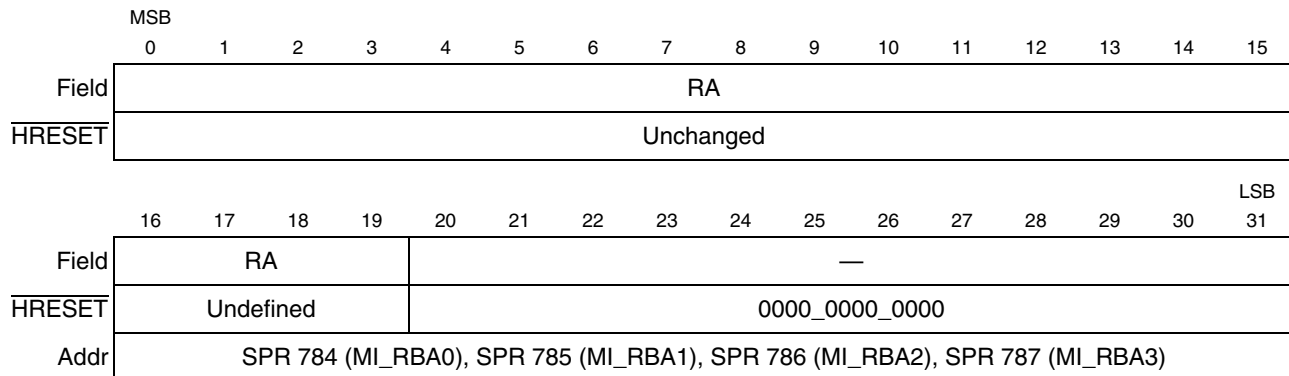 MSB
0 1 2 3 4 5 6 7 8 9 10 11 12 13 14 15
Field RA
HRESET Unchanged
LSB
16 17 18 19 20 21 22 23 24 25 26 27 28 29 30 31
Field RA —
HRESET Undefined 0000_0000_0000
Addr SPR 784 (MI_RBA0), SPR 785 (MI_RBA1), SPR 786 (MI_RBA2), SPR 787 (MI_RBA3)